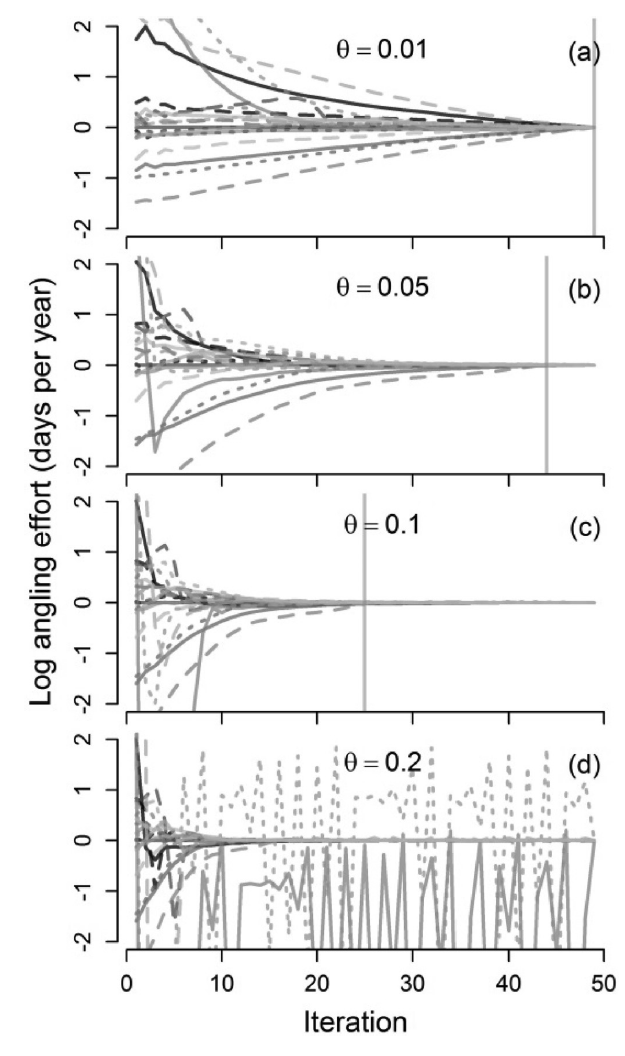 Log angling effort (days per year)
2
1
0
-1
-2
θ = 0.01
(a)
2
1
0
-1
-2
θ = 0.05
(b)
2
1
0
-1
-2
θ = 0.1
(c)
2
1
0
-1
-2
θ = 0.2
(d)
0 10 20 30 40 50
Iteration